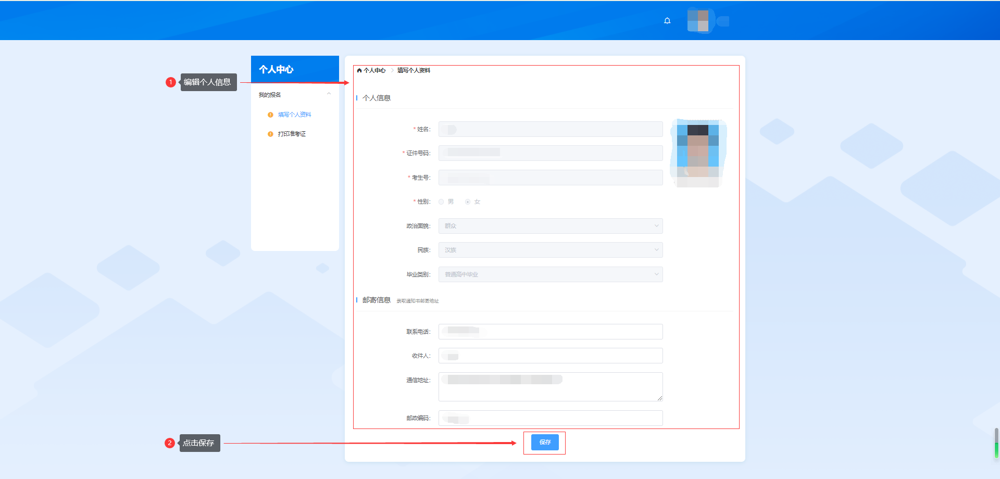 个人中心
1 编辑个人信息
我的报名
填写个人资料
打印准考证
个人中心 > 填写个人资料
个人信息
* 姓名:
* 证件号码:
* 考生号:
* 性别: 男 女
政治面貌: 群众
民族: 汉族
毕业类别: 普通高中毕业
邮寄信息 录取通知书邮寄地址
联系电话:
收件人:
通信地址:
邮政编码:
2 点击保存
保存